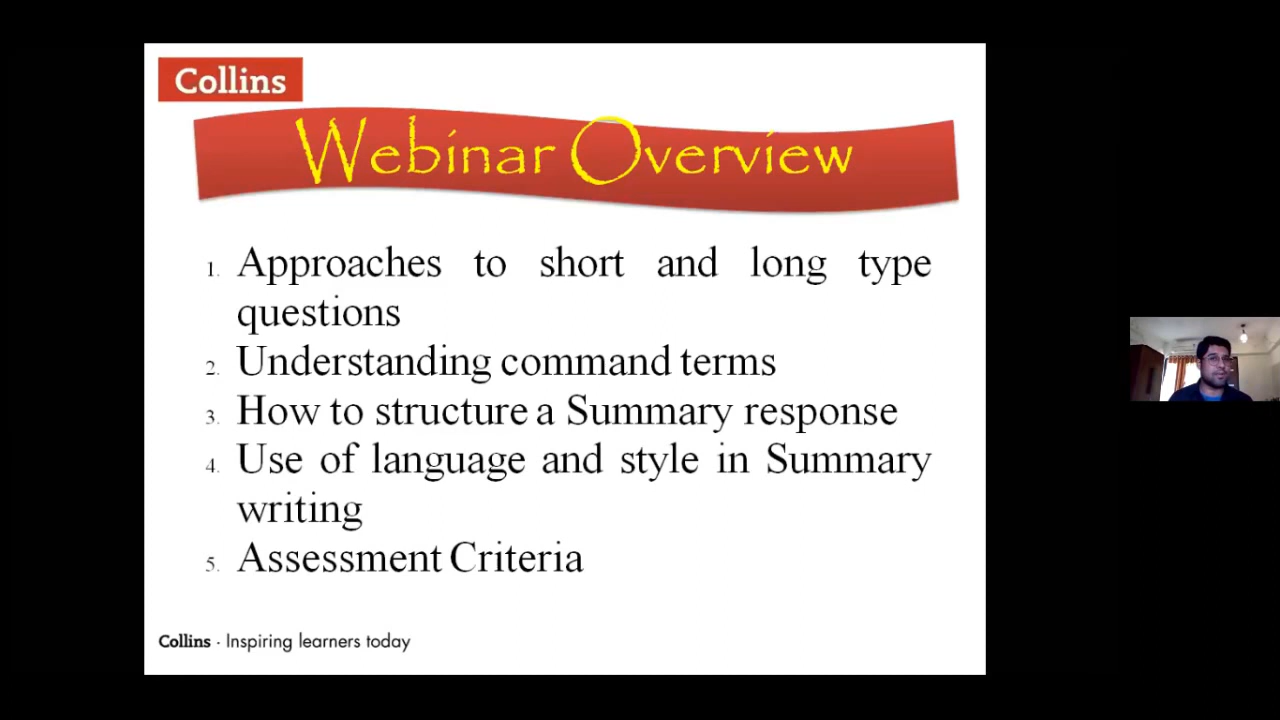 Collins
Webinar Overview
1. Approaches to short and long type
questions
2. Understanding command terms
3. How to structure a Summary response
4. Use of language and style in Summary
writing
5. Assessment Criteria
Collins · Inspiring learners today